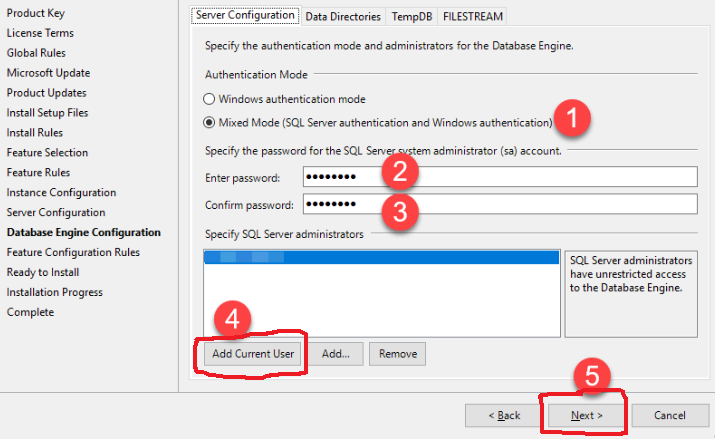 Product Key
License Terms
Global Rules
Microsoft Update
Product Updates
Install Setup Files
Install Rules
Feature Selection
Feature Rules
Instance Configuration
Server Configuration
Database Engine Configuration
Feature Configuration Rules
Ready to Install
Installation Progress
Complete
Server Configuration Data Directories TempDB FILESTREAM
Specify the authentication mode and administrators for the Database Engine.
Authentication Mode
Windows authentication mode
Mixed Mode (SQL Server authentication and Windows authentication)
1
Specify the password for the SQL Server system administrator (sa) account.
Enter password: ●●●●●●●●
2
Confirm password: ●●●●●●●●
3
Specify SQL Server administrators
SQL Server administrators
have unrestricted access
to the Database Engine.
4
Add Current User Add... Remove
5
< Back Next > Cancel